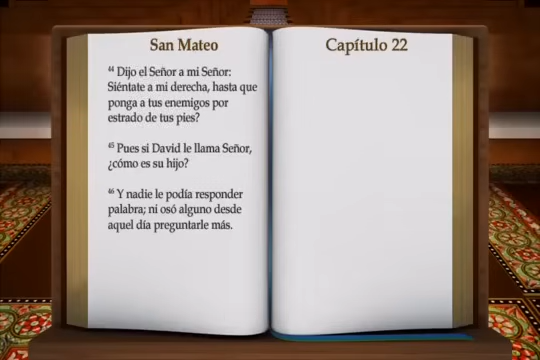 San Mateo
44 Dijo el Señor a mi Señor:
Siéntate a mi derecha, hasta que
ponga a tus enemigos por
estrado de tus pies?
45 Pues si David le llama Señor,
¿cómo es su hijo?
46 Y nadie le podía responder
palabra; ni osó alguno desde
aquel día preguntarle más.
Capítulo 22